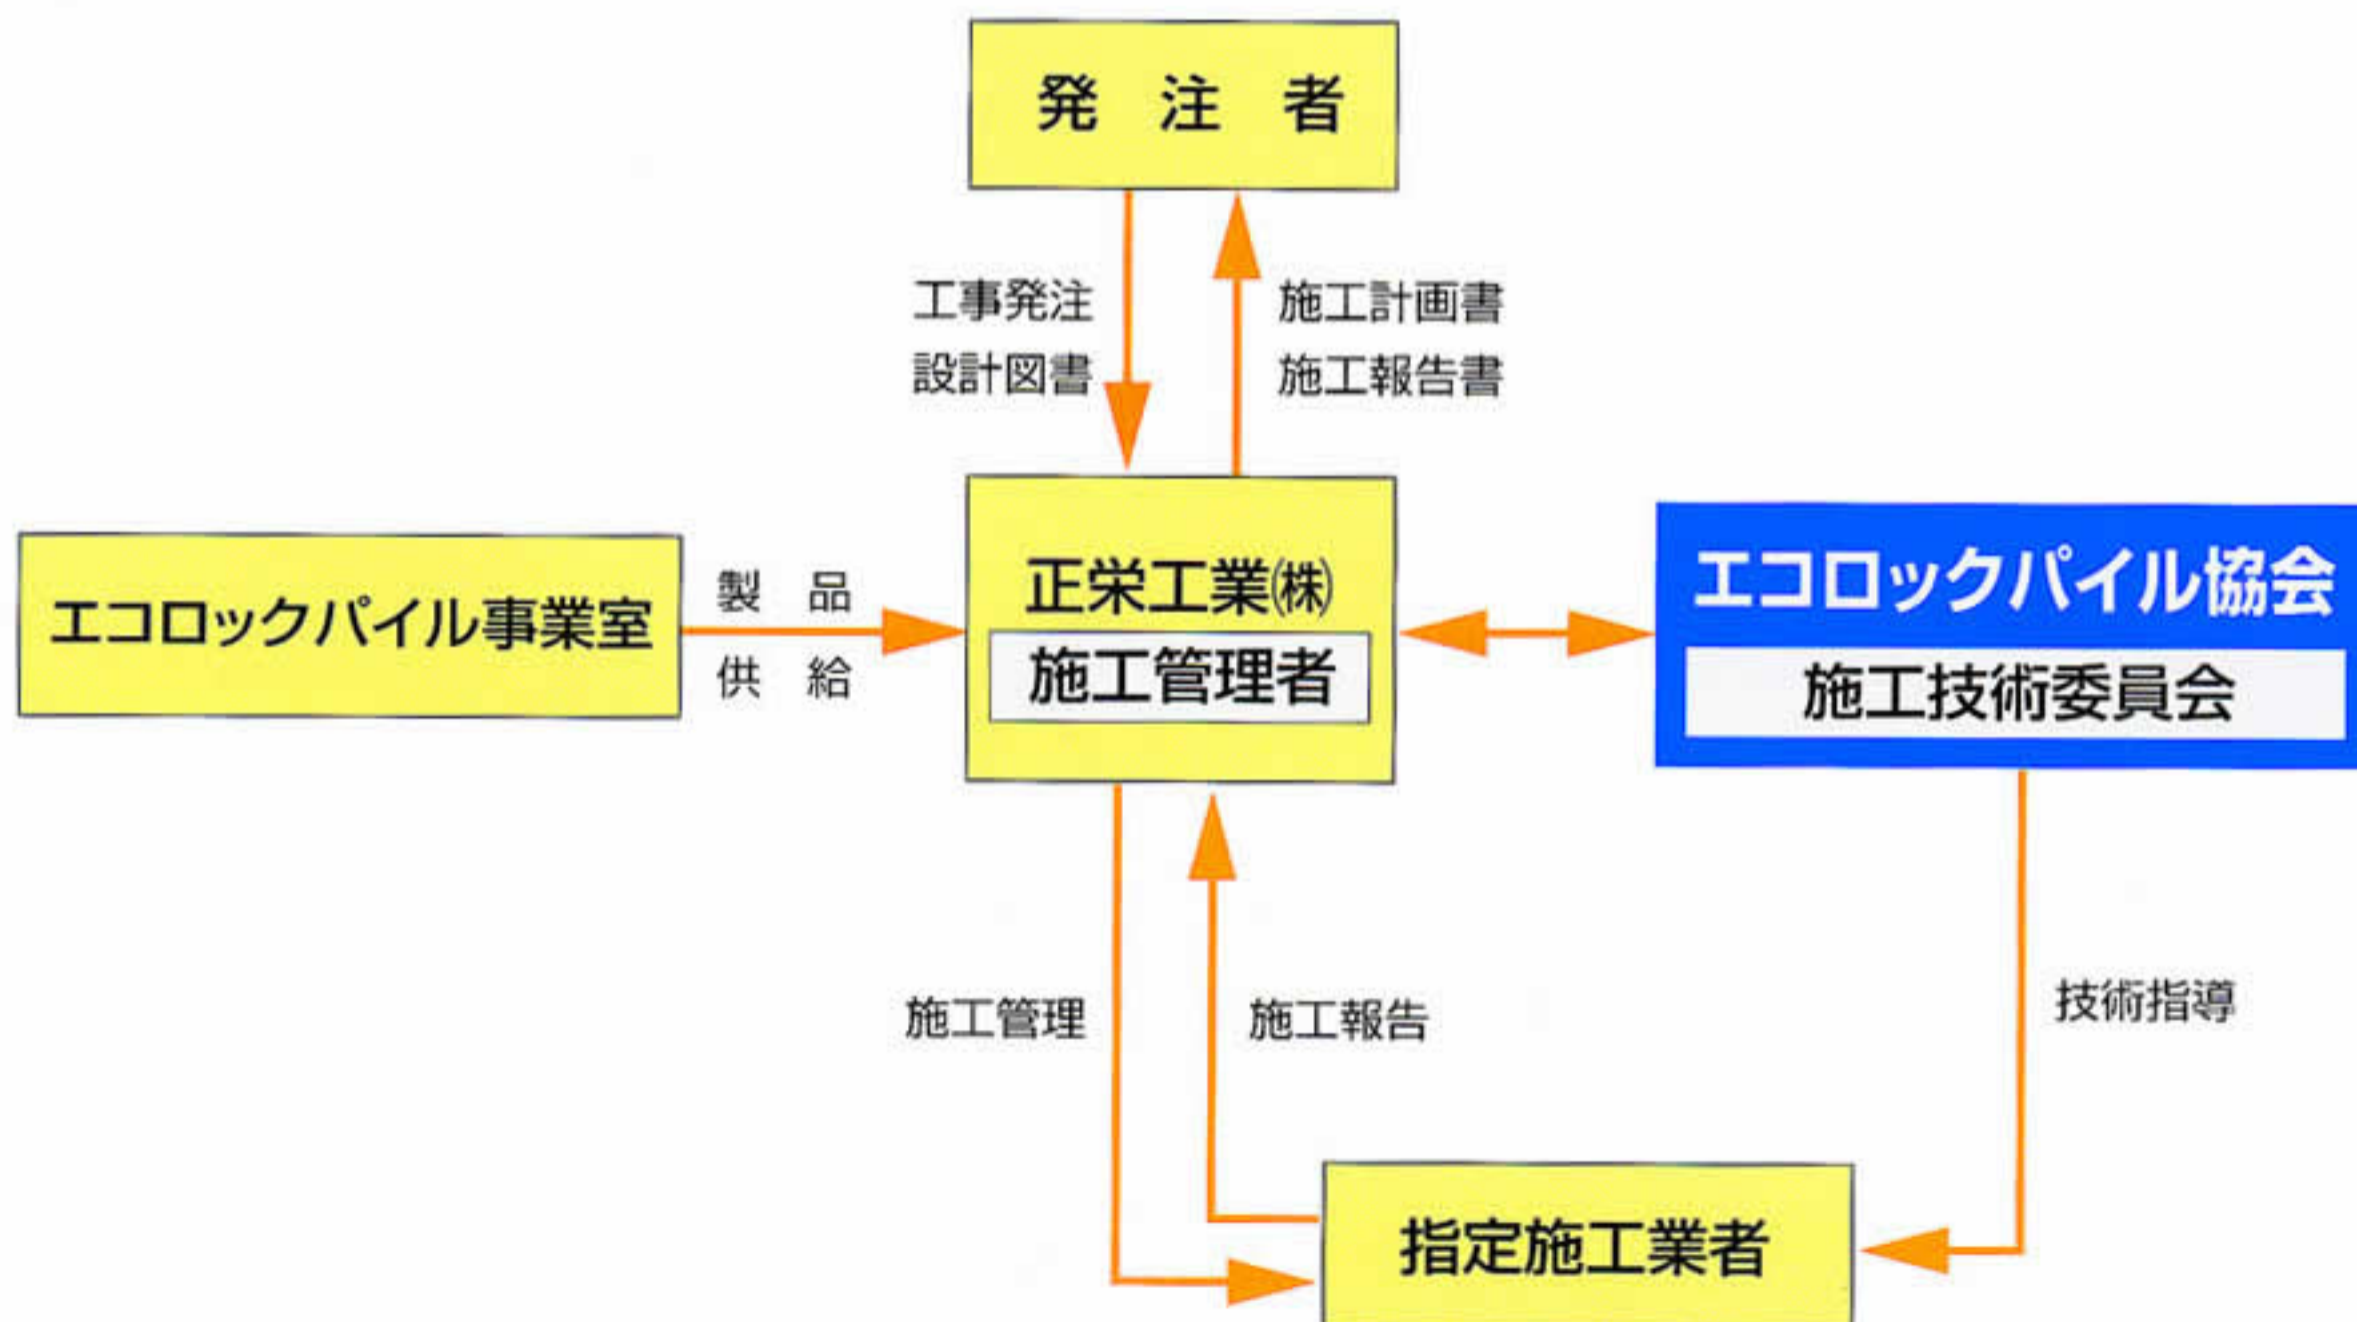 発　注　者
工事発注
設計図書
施工計画書
施工報告書
エコロックパイル事業室
製　品
供　給
正栄工業㈱
施工管理者
エコロックパイル協会
施工技術委員会
施工管理
施工報告
技術指導
指定施工業者